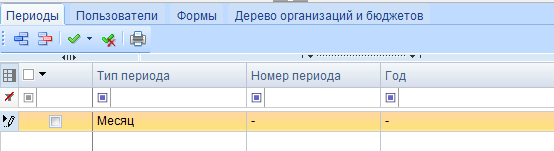 Периоды Пользователи Формы Дерево организаций и бюджетов
Тип периода Номер периода Год
Месяц - -